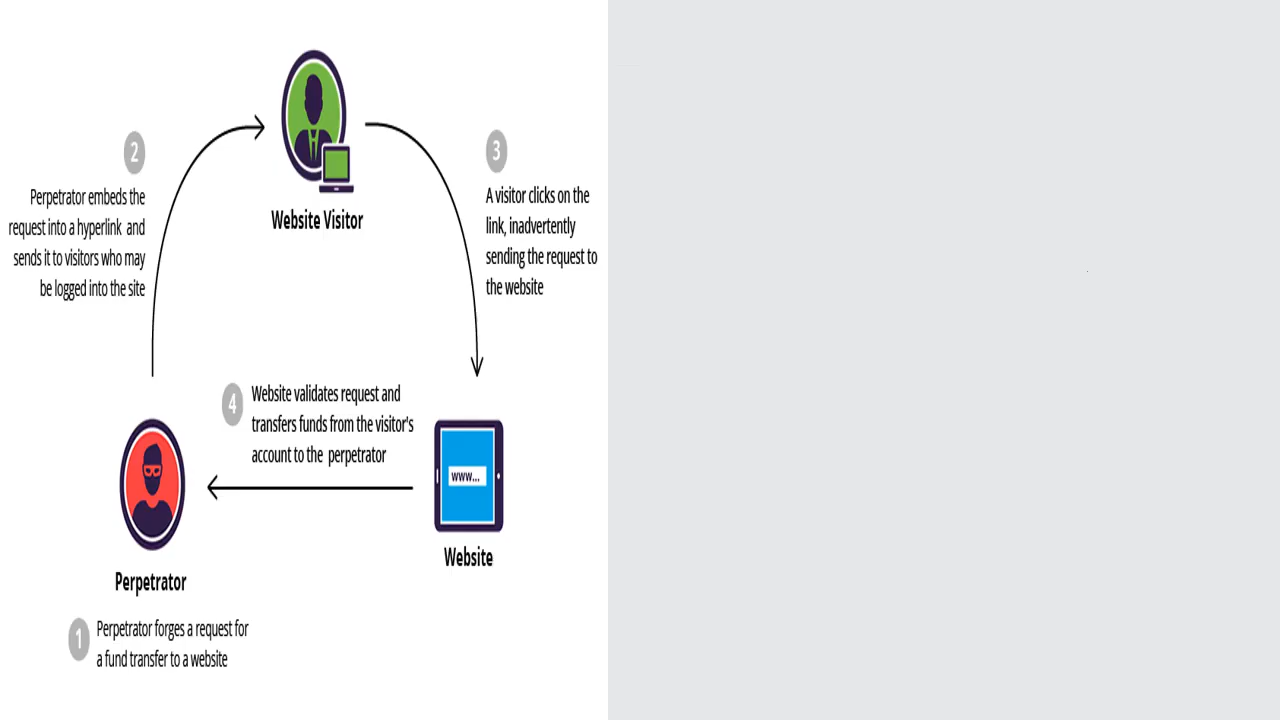 2
Perpetrator embeds the
request into a hyperlink and
sends it to visitors who may
be logged into the site
Website Visitor
3
A visitor clicks on the
link, inadvertently
sending the request to
the website
4
Website validates request and
transfers funds from the visitor's
account to the perpetrator
www...
Website
Perpetrator
1
Perpetrator forges a request for
a fund transfer to a website